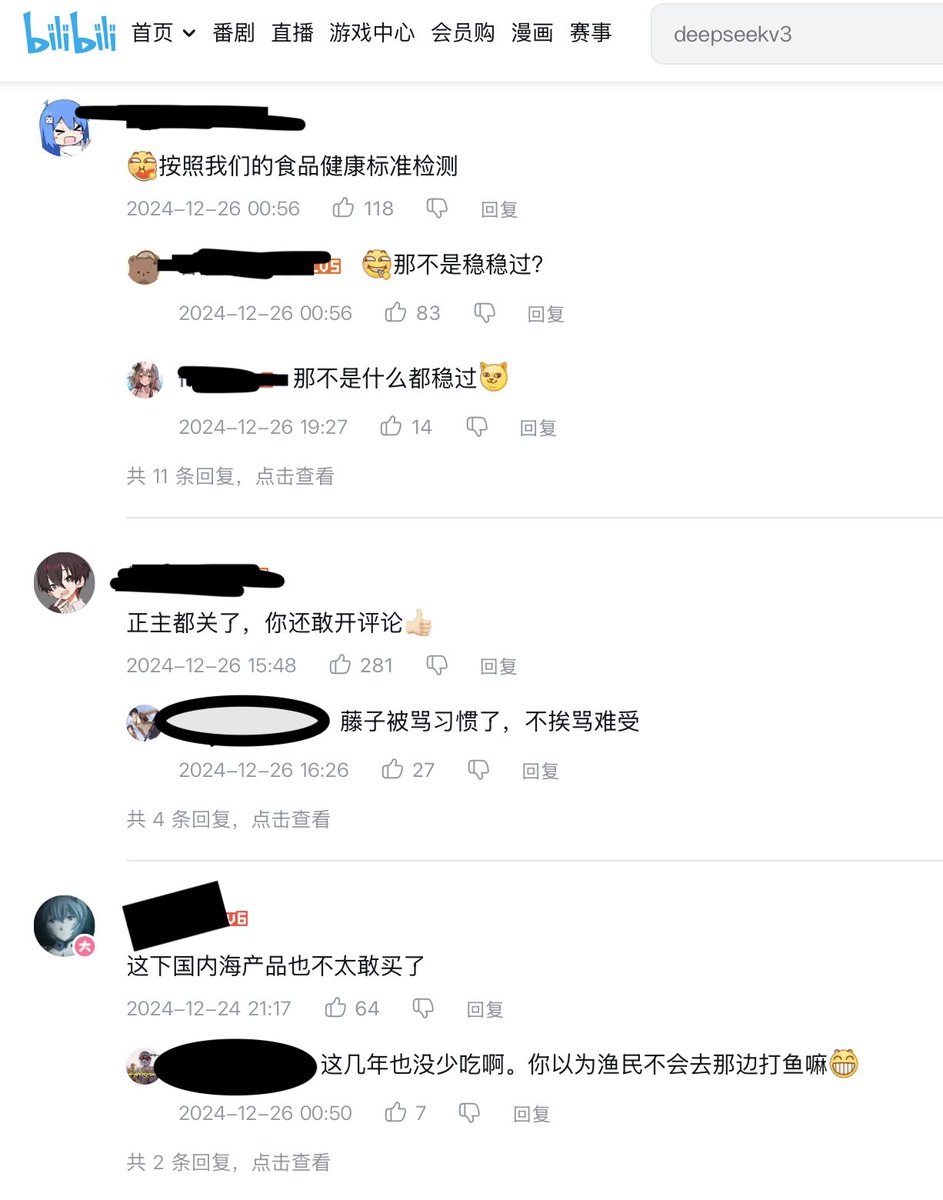 bilibili 首页 番剧 直播 游戏中心 会员购 漫画 赛事 deepseekv3
按照我们的食品健康标准检测
2024-12-26 00:56 118 回复
那不是稳稳过?
2024-12-26 00:56 83 回复
那不是什么都稳过
2024-12-26 19:27 14 回复
共 11 条回复，点击查看
正主都关了，你还敢开评论
2024-12-26 15:48 281 回复
藤子被骂习惯了，不挨骂难受
2024-12-26 16:26 27 回复
共 4 条回复，点击查看
大
这下国内海产品也不太敢买了
2024-12-24 21:17 64 回复
这几年也没少吃啊。你以为渔民不会去那边打鱼嘛
2024-12-26 00:50 7 回复
共 2 条回复，点击查看